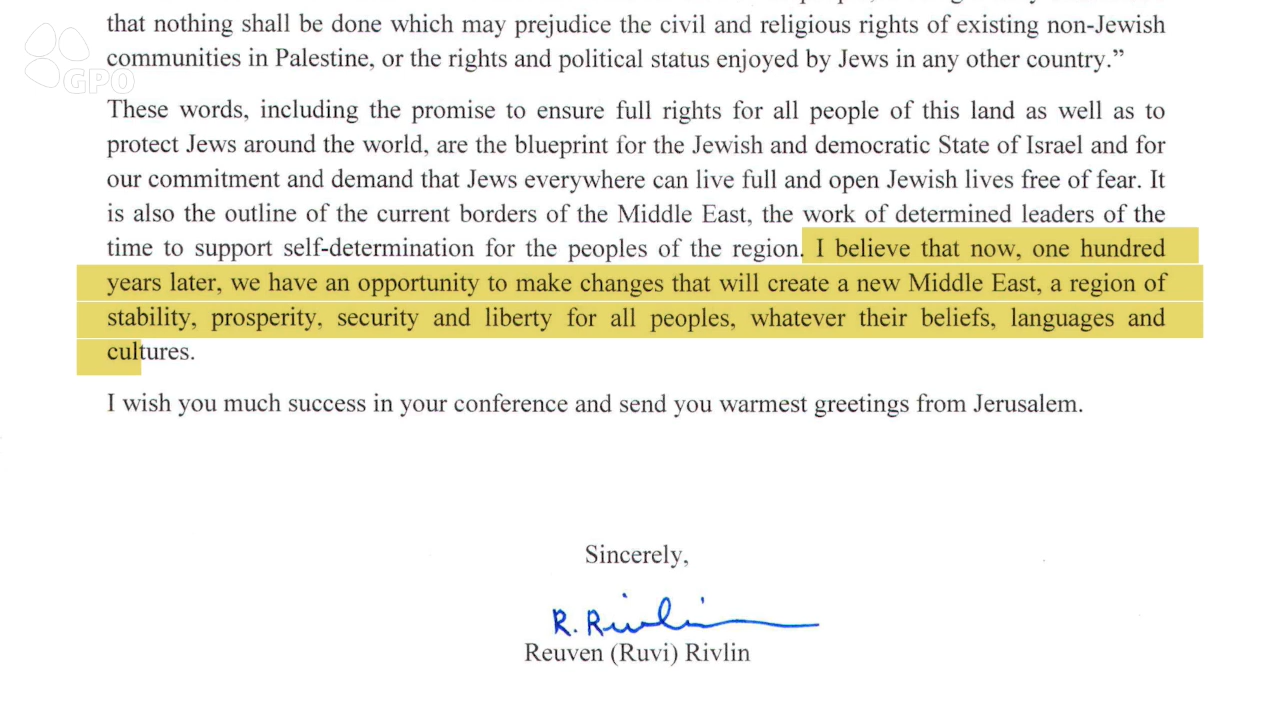 that nothing shall be done which may prejudice the civil and religious rights of existing non-Jewish
communities in Palestine, or the rights and political status enjoyed by Jews in any other country.”
These words, including the promise to ensure full rights for all people of this land as well as to
protect Jews around the world, are the blueprint for the Jewish and democratic State of Israel and for
our commitment and demand that Jews everywhere can live full and open Jewish lives free of fear. It
is also the outline of the current borders of the Middle East, the work of determined leaders of the
time to support self-determination for the peoples of the region. I believe that now, one hundred
years later, we have an opportunity to make changes that will create a new Middle East, a region of
stability, prosperity, security and liberty for all peoples, whatever their beliefs, languages and
cultures.
I wish you much success in your conference and send you warmest greetings from Jerusalem.
Sincerely,
R. Rivlin
Reuven (Ruvi) Rivlin
GPO